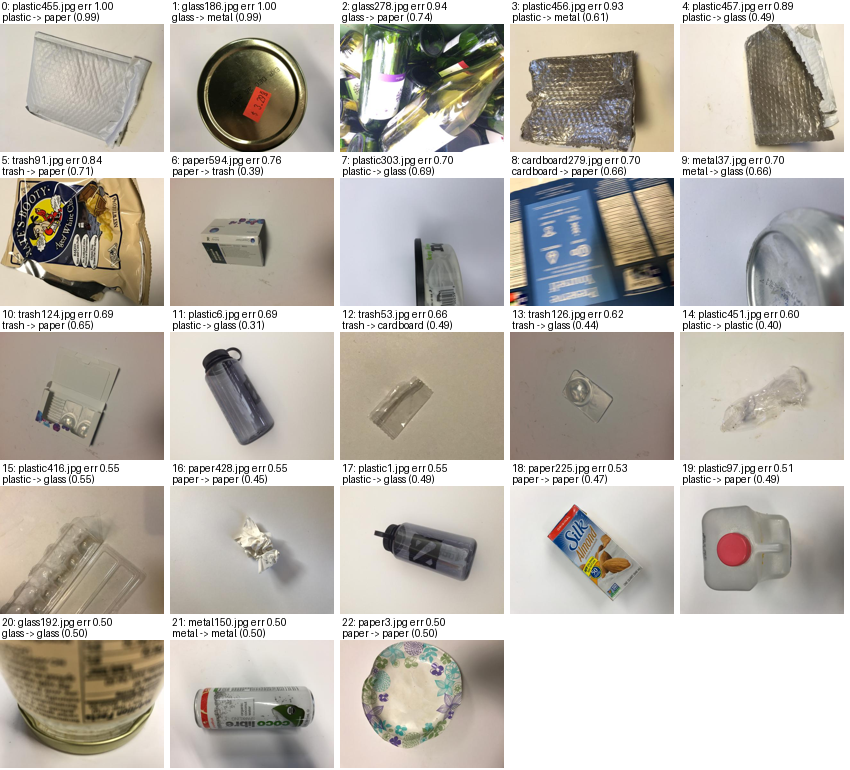 0: plastic455.jpg err 1.00
plastic -> paper (0.99)
1: glass186.jpg err 1.00
glass -> metal (0.99)
2: glass278.jpg err 0.94
glass -> paper (0.74)
3: plastic456.jpg err 0.93
plastic -> metal (0.61)
4: plastic457.jpg err 0.89
plastic -> glass (0.49)
$ 3.29
5: trash91.jpg err 0.84
trash -> paper (0.71)
6: paper594.jpg err 0.76
paper -> trash (0.39)
7: plastic303.jpg err 0.70
plastic -> glass (0.69)
8: cardboard279.jpg err 0.70
cardboard -> paper (0.66)
9: metal37.jpg err 0.70
metal -> glass (0.66)
BOOTY
10: trash124.jpg err 0.69
trash -> paper (0.65)
11: plastic6.jpg err 0.69
plastic -> glass (0.31)
12: trash53.jpg err 0.66
trash -> cardboard (0.49)
13: trash126.jpg err 0.62
trash -> glass (0.44)
14: plastic451.jpg err 0.60
plastic -> plastic (0.40)
15: plastic416.jpg err 0.55
plastic -> glass (0.55)
16: paper428.jpg err 0.55
paper -> paper (0.45)
17: plastic1.jpg err 0.55
plastic -> glass (0.49)
18: paper225.jpg err 0.53
paper -> paper (0.47)
19: plastic97.jpg err 0.51
plastic -> paper (0.49)
Silk
Almond
20: glass192.jpg err 0.50
glass -> glass (0.50)
21: metal150.jpg err 0.50
metal -> metal (0.50)
22: paper3.jpg err 0.50
paper -> paper (0.50)
coco libre